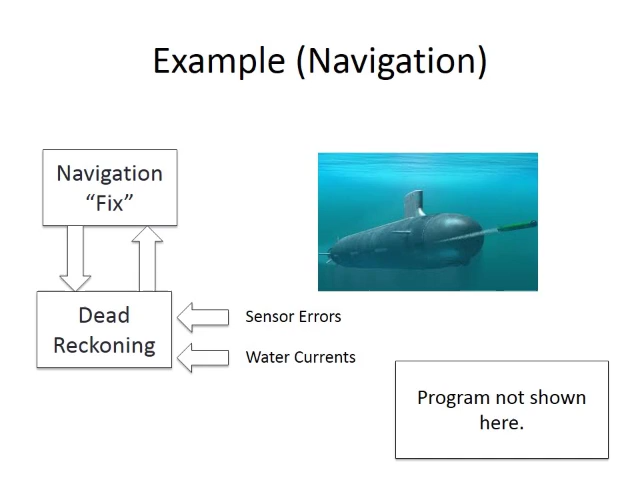 Example (Navigation)
Navigation
“Fix”
Dead
Reckoning
Sensor Errors
Water Currents
Program not shown
here.